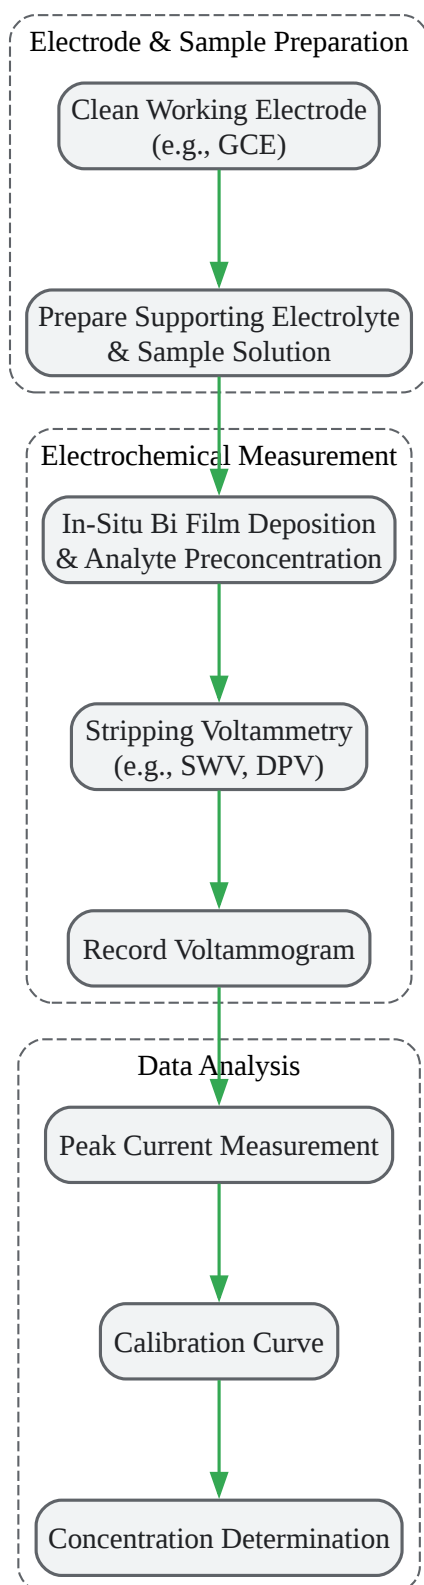 Electrode & Sample Preparation
Clean Working Electrode
(e.g., GCE)
Prepare Supporting Electrolyte
& Sample Solution
Electrochemical Measurement
In-Situ Bi Film Deposition
& Analyte Preconcentration
Stripping Voltammetry
(e.g., SWV, DPV)
Record Voltammogram
Data Analysis
Peak Current Measurement
Calibration Curve
Concentration Determination